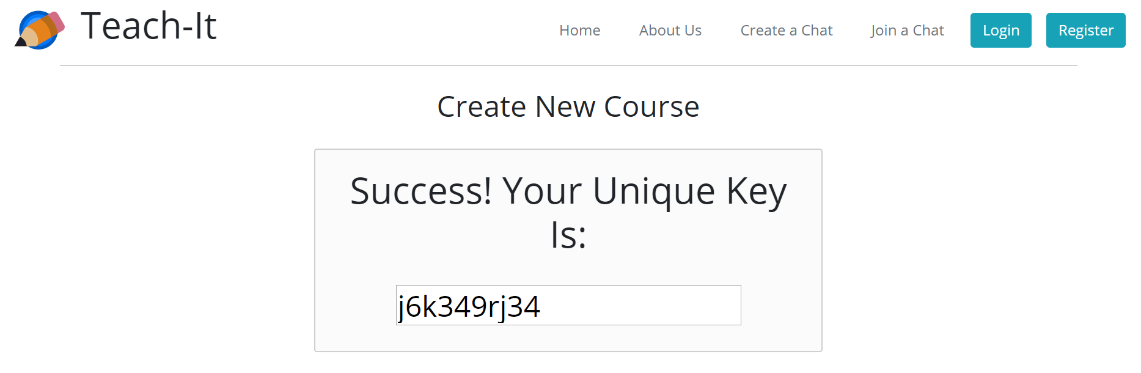 Teach-It
Home About Us Create a Chat Join a Chat Login Register
Create New Course
Success! Your Unique Key
Is:
j6k349rj34